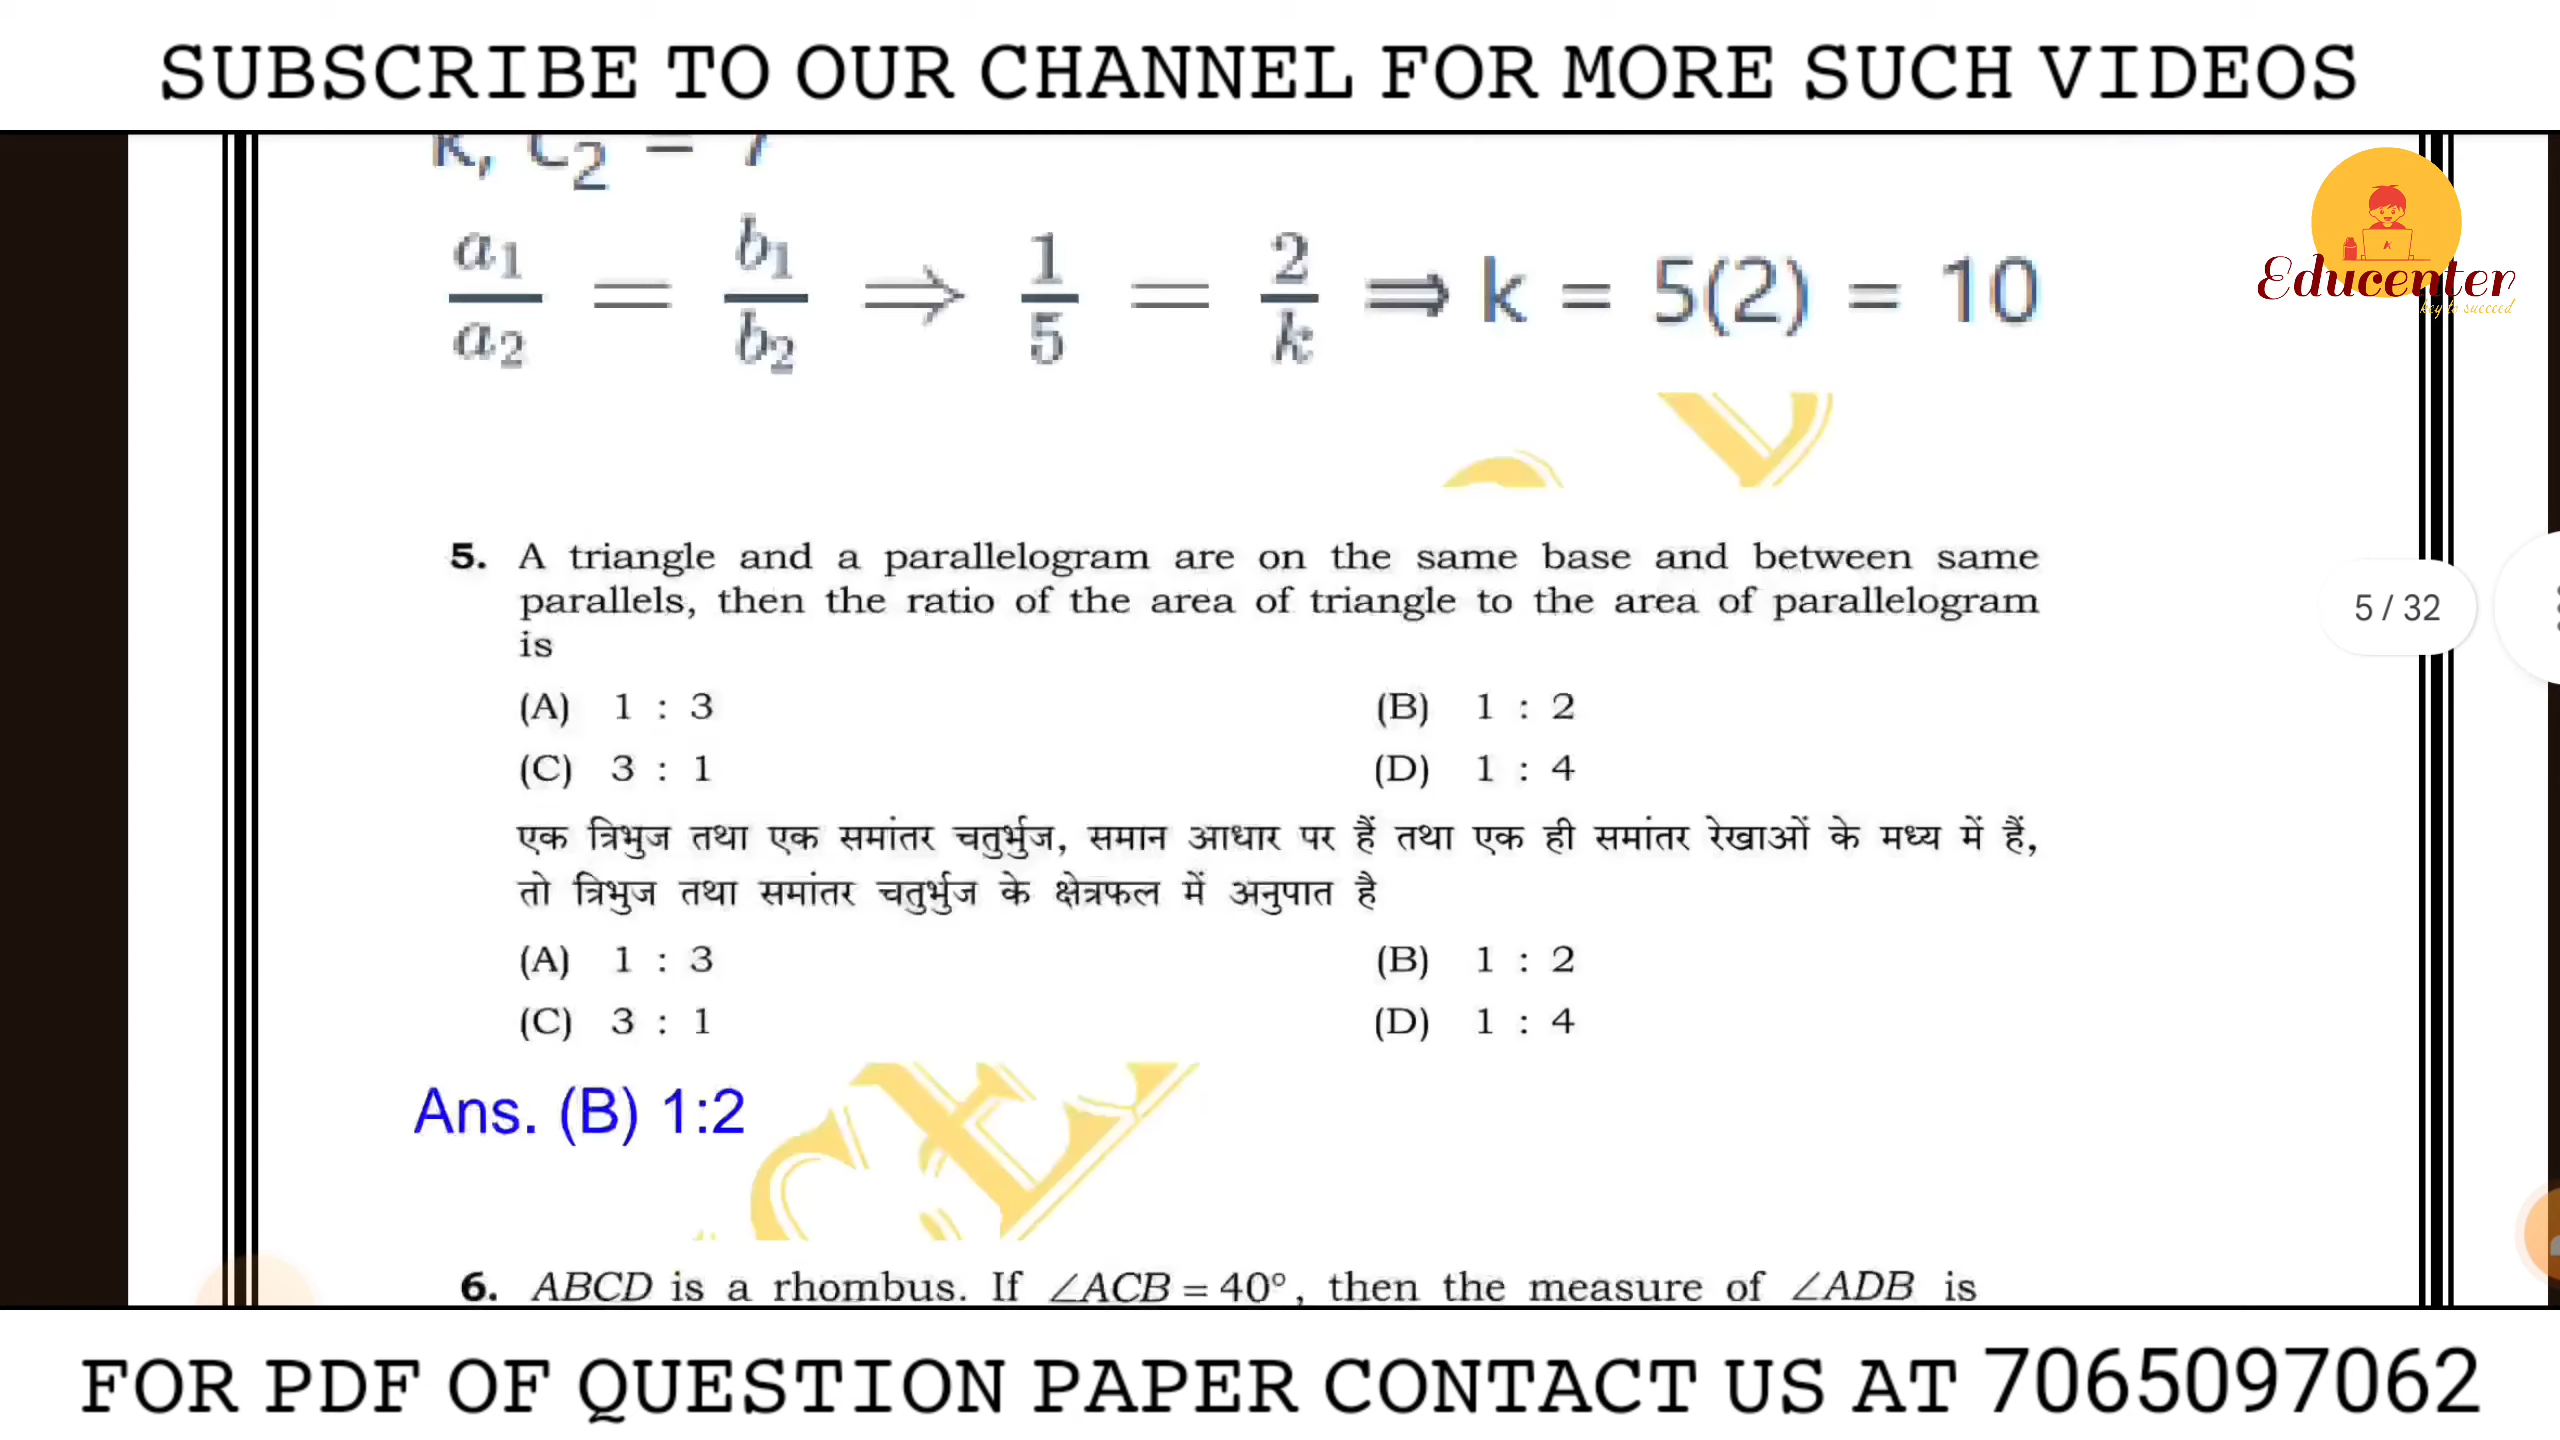 SUBSCRIBE TO OUR CHANNEL FOR MORE SUCH VIDEOS
k, C2 = 7
a1/a2 = b1/b2 ⇒ 1/5 = 2/k ⇒ k = 5(2) = 10
Educenter
key to succeed
5. A triangle and a parallelogram are on the same base and between same
parallels, then the ratio of the area of triangle to the area of parallelogram
is
5 / 32
(A) 1 : 3 (B) 1 : 2
(C) 3 : 1 (D) 1 : 4
एक त्रिभुज तथा एक समांतर चतुर्भुज, समान आधार पर हैं तथा एक ही समांतर रेखाओं के मध्य में हैं,
तो त्रिभुज तथा समांतर चतुर्भुज के क्षेत्रफल में अनुपात है
(A) 1 : 3 (B) 1 : 2
(C) 3 : 1 (D) 1 : 4
Ans. (B) 1:2
6. ABCD is a rhombus. If ∠ACB = 40°, then the measure of ∠ADB is
FOR PDF OF QUESTION PAPER CONTACT US AT 7065097062